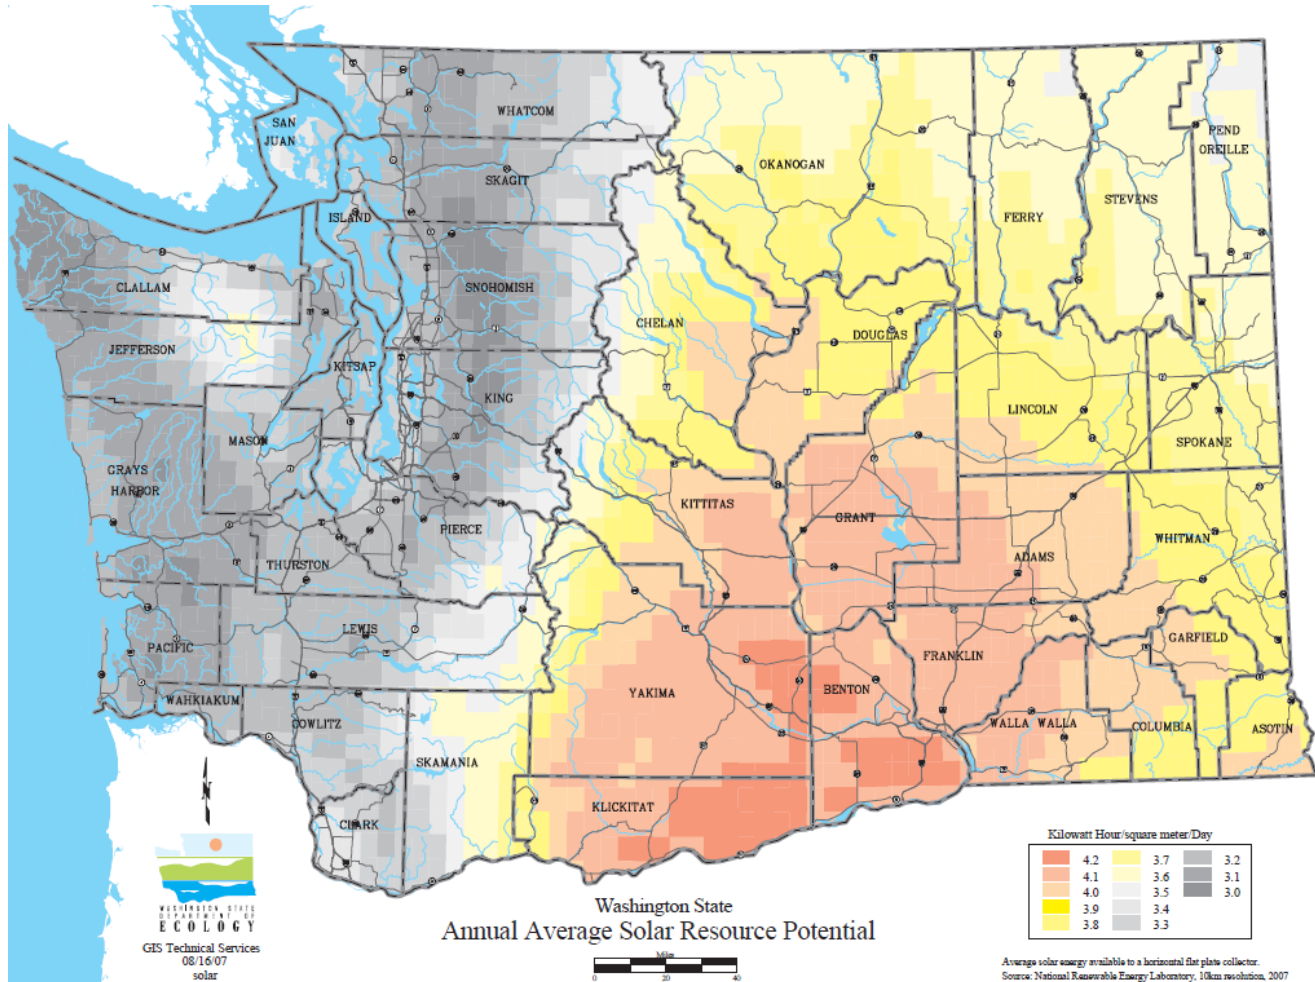 WHATCOM
SAN
JUAN
SKAGIT
OKANOGAN
PEND
OREILLE
FERRY
STEVENS
ISLAND
CLALLAM
SNOHOMISH
CHELAN
DOUGLAS
JEFFERSON
KITSAP
KING
LINCOLN
MASON
SPOKANE
GRAYS
HARBOR
KITTITAS
GRANT
PIERCE
WHITMAN
THURSTON
ADAMS
LEWIS
PACIFIC
GARFIELD
FRANKLIN
YAKIMA
BENTON
WAHKIAKUM
COWLITZ
WALLA WALLA
COLUMBIA
ASOTIN
SKAMANIA
KLICKITAT
CLARK
N
WASHINGTON STATE
DEPARTMENT OF
ECOLOGY
GIS Technical Services
08/16/07
solar
Washington State
Annual Average Solar Resource Potential
Miles
0 20 40
Kilowatt Hour/square meter/Day
4.2 3.7 3.2
4.1 3.6 3.1
4.0 3.5 3.0
3.9 3.4
3.8 3.3
Average solar energy available to a horizontal flat plate collector.
Source: National Renewable Energy Laboratory, 10km resolution, 2007